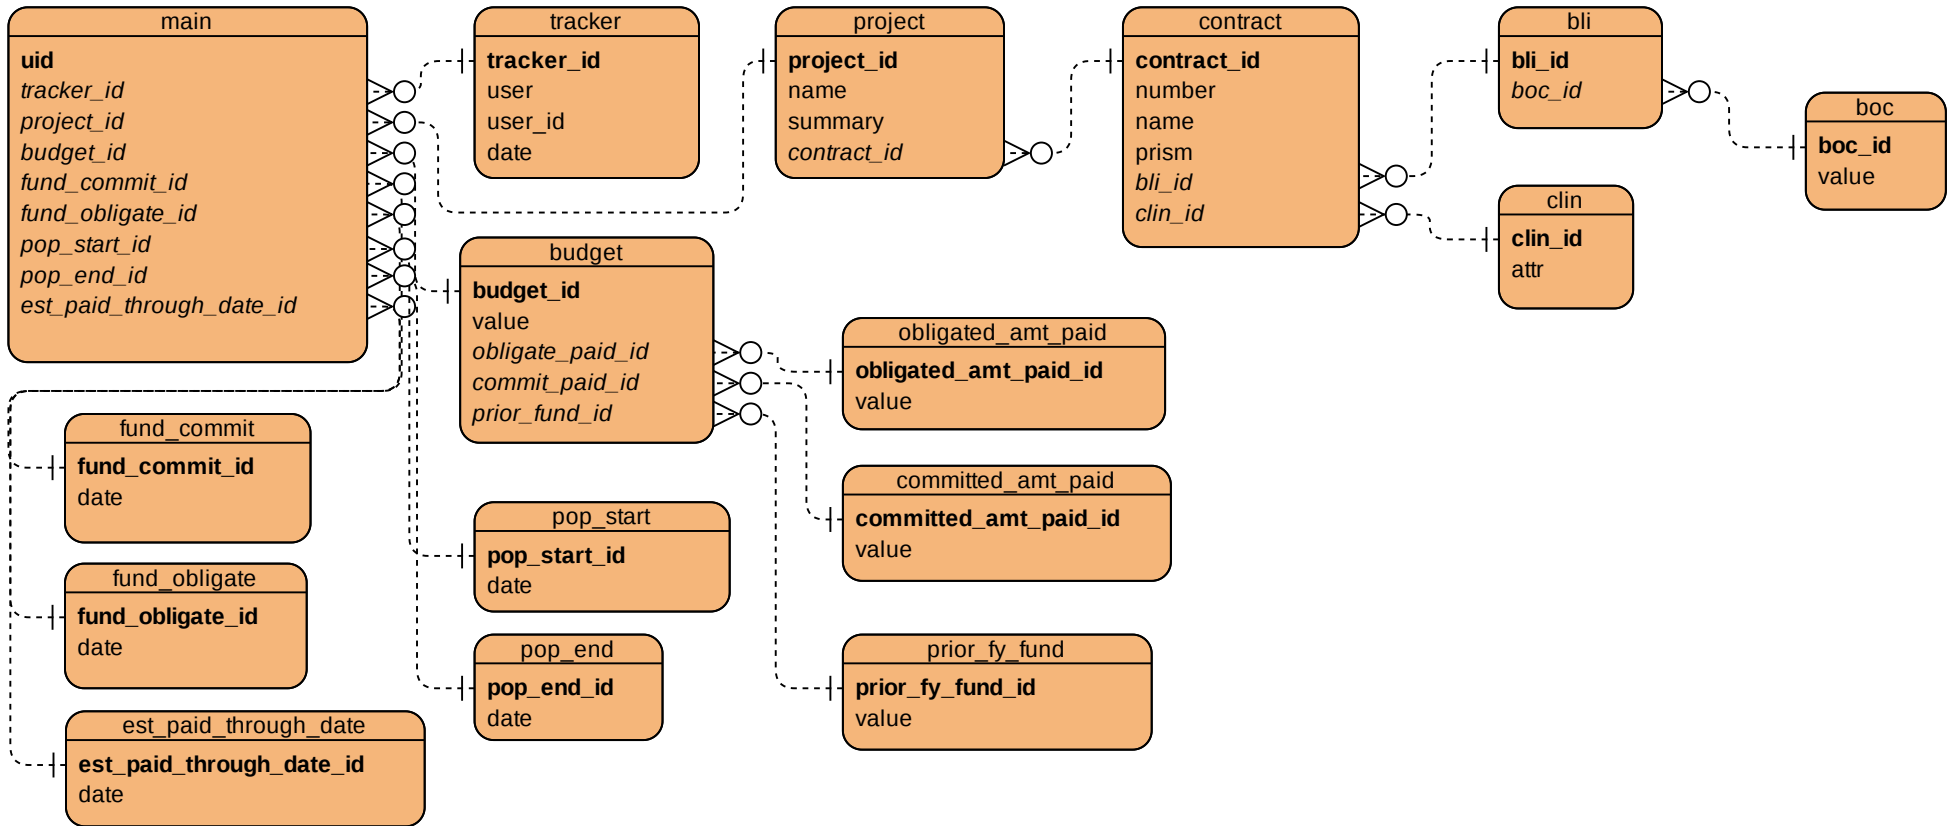 main
uid
tracker_id
project_id
budget_id
fund_commit_id
fund_obligate_id
pop_start_id
pop_end_id
est_paid_through_date_id
tracker
tracker_id
user
user_id
date
project
project_id
name
summary
contract_id
contract
contract_id
number
name
prism
bli_id
clin_id
bli
bli_id
boc_id
boc
boc_id
value
clin
clin_id
attr
budget
budget_id
value
obligate_paid_id
commit_paid_id
prior_fund_id
obligated_amt_paid
obligated_amt_paid_id
value
committed_amt_paid
committed_amt_paid_id
value
prior_fy_fund
prior_fy_fund_id
value
fund_commit
fund_commit_id
date
fund_obligate
fund_obligate_id
date
est_paid_through_date
est_paid_through_date_id
date
pop_start
pop_start_id
date
pop_end
pop_end_id
date